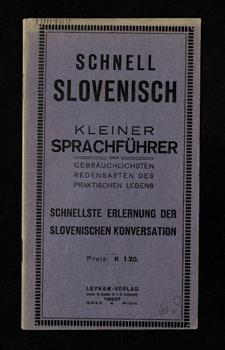 SCHNELL
SLOVENISCH
KLEINER
SPRACHFÜHRER
DER
GEBRÄUCHLICHSTEN
REDENSARTEN DES
PRAKTISCHEN LEBENS
SCHNELLSTE ERLERNUNG DER
SLOVENISCHEN KONVERSATION
Preis: K 1.20.
LEYKAM-VERLAG
TRIEST
GRAZ WIEN